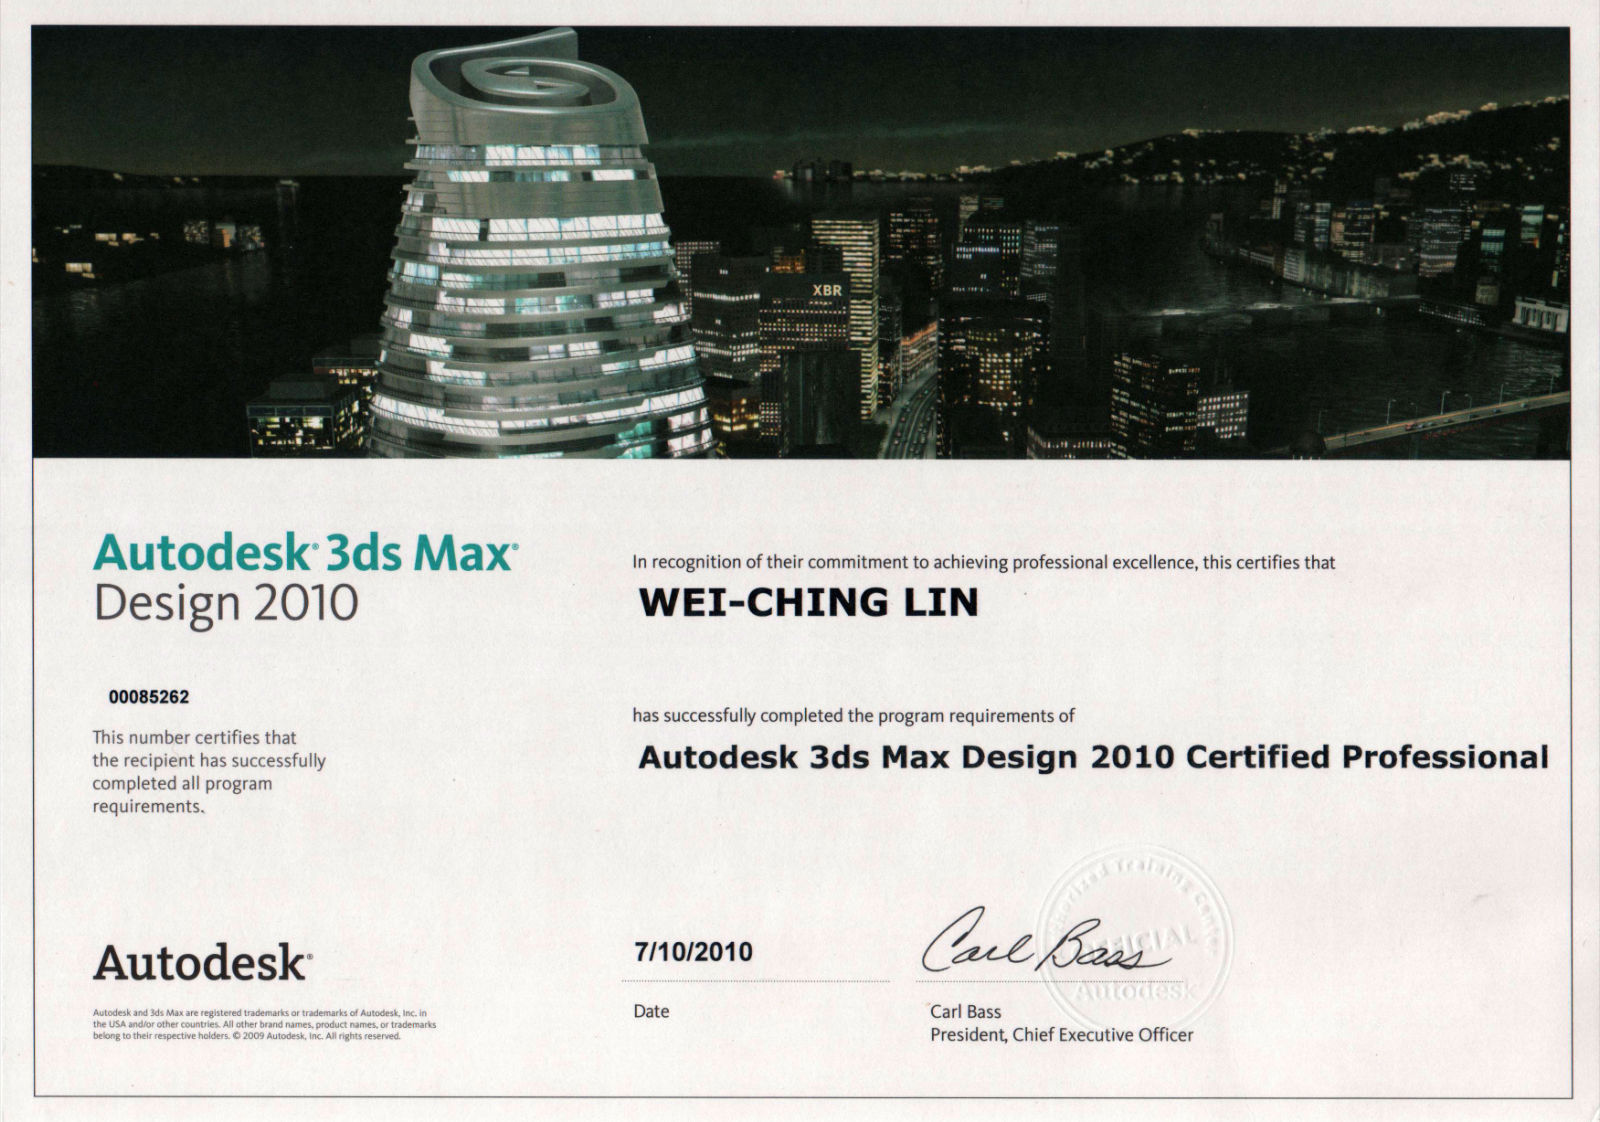 XBR
Autodesk® 3ds Max®
Design 2010
In recognition of their commitment to achieving professional excellence, this certifies that
WEI-CHING LIN
00085262
This number certifies that
the recipient has successfully
completed all program
requirements.
has successfully completed the program requirements of
Autodesk 3ds Max Design 2010 Certified Professional
Autodesk®
Autodesk and 3ds Max are registered trademarks or trademarks of Autodesk, Inc. in
the USA and/or other countries. All other brand names, product names, or trademarks
belong to their respective holders. © 2009 Autodesk, Inc. All rights reserved.
7/10/2010
Date
Carl Bass
Carl Bass
President, Chief Executive Officer
Authorized Training Center
OFFICIAL
Autodesk